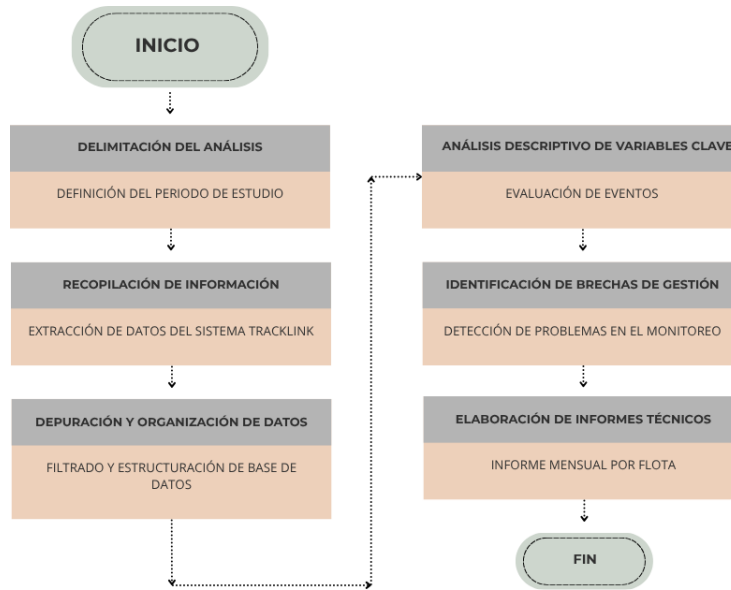 INICIO
DELIMITACIÓN DEL ANÁLISIS
DEFINICIÓN DEL PERIODO DE ESTUDIO
RECOPILACIÓN DE INFORMACIÓN
EXTRACCIÓN DE DATOS DEL SISTEMA TRACKLINK
DEPURACIÓN Y ORGANIZACIÓN DE DATOS
FILTRADO Y ESTRUCTURACIÓN DE BASE DE
DATOS
ANÁLISIS DESCRIPTIVO DE VARIABLES CLAVE
EVALUACIÓN DE EVENTOS
IDENTIFICACIÓN DE BRECHAS DE GESTIÓN
DETECCIÓN DE PROBLEMAS EN EL MONITOREO
ELABORACIÓN DE INFORMES TÉCNICOS
INFORME MENSUAL POR FLOTA
FIN